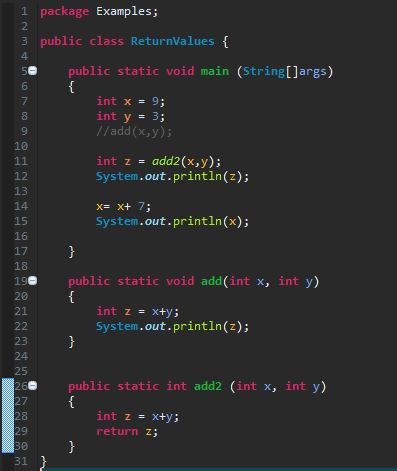 1 package Examples;
2
3 public class ReturnValues {
4
5 public static void main (String[]args)
6 {
7 int x = 9;
8 int y = 3;
9 //add(x,y);
10
11 int z = add2(x,y);
12 System.out.println(z);
13
14 x= x+ 7;
15 System.out.println(x);
16
17 }
18
19 public static void add(int x, int y)
20 {
21 int z = x+y;
22 System.out.println(z);
23 }
24
25
26 public static int add2 (int x, int y)
27 {
28 int z = x+y;
29 return z;
30 }
31 }